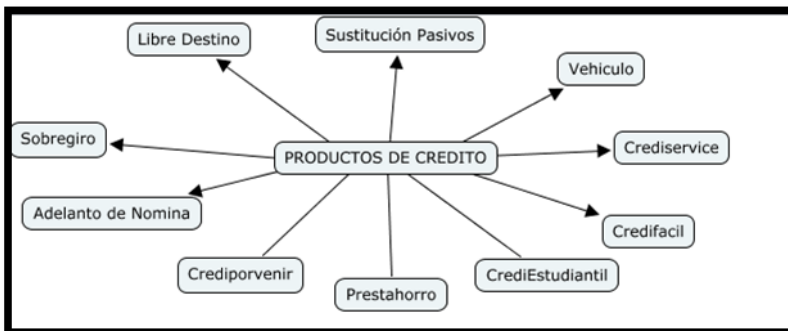 Sustitución Pasivos
Libre Destino
Vehiculo
Sobregiro
Crediservice
PRODUCTOS DE CREDITO
Adelanto de Nomina
Credifacil
Crediporvenir
CrediEstudiantil
Prestahorro